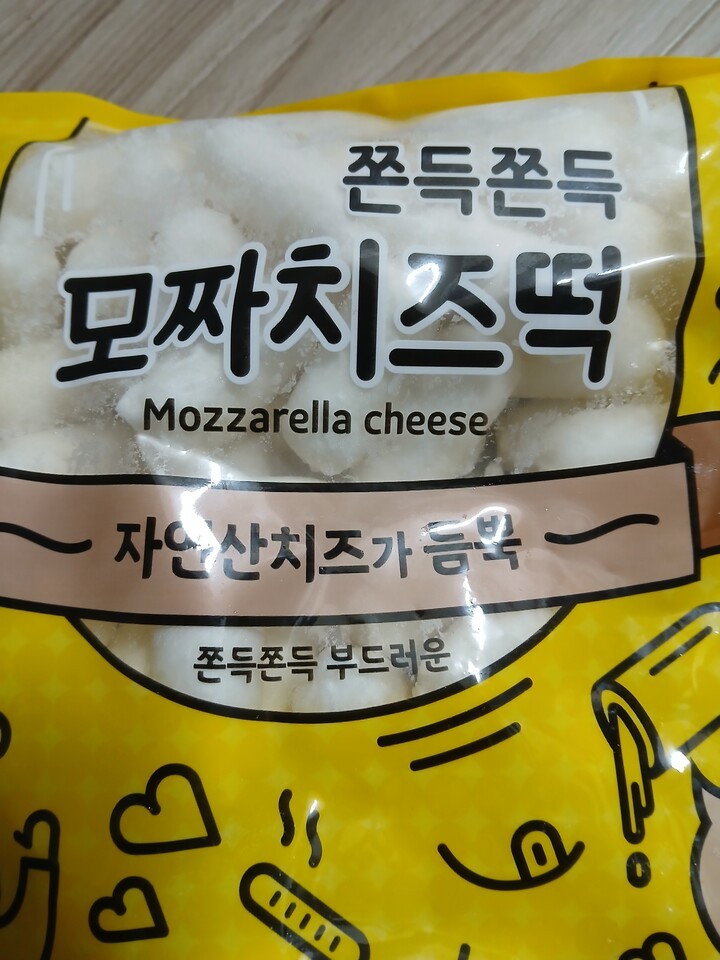 쫀득쫀득
모짜치즈떡
Mozzarella cheese
자연산치즈가 듬뿍
쫀득쫀득 부드러운